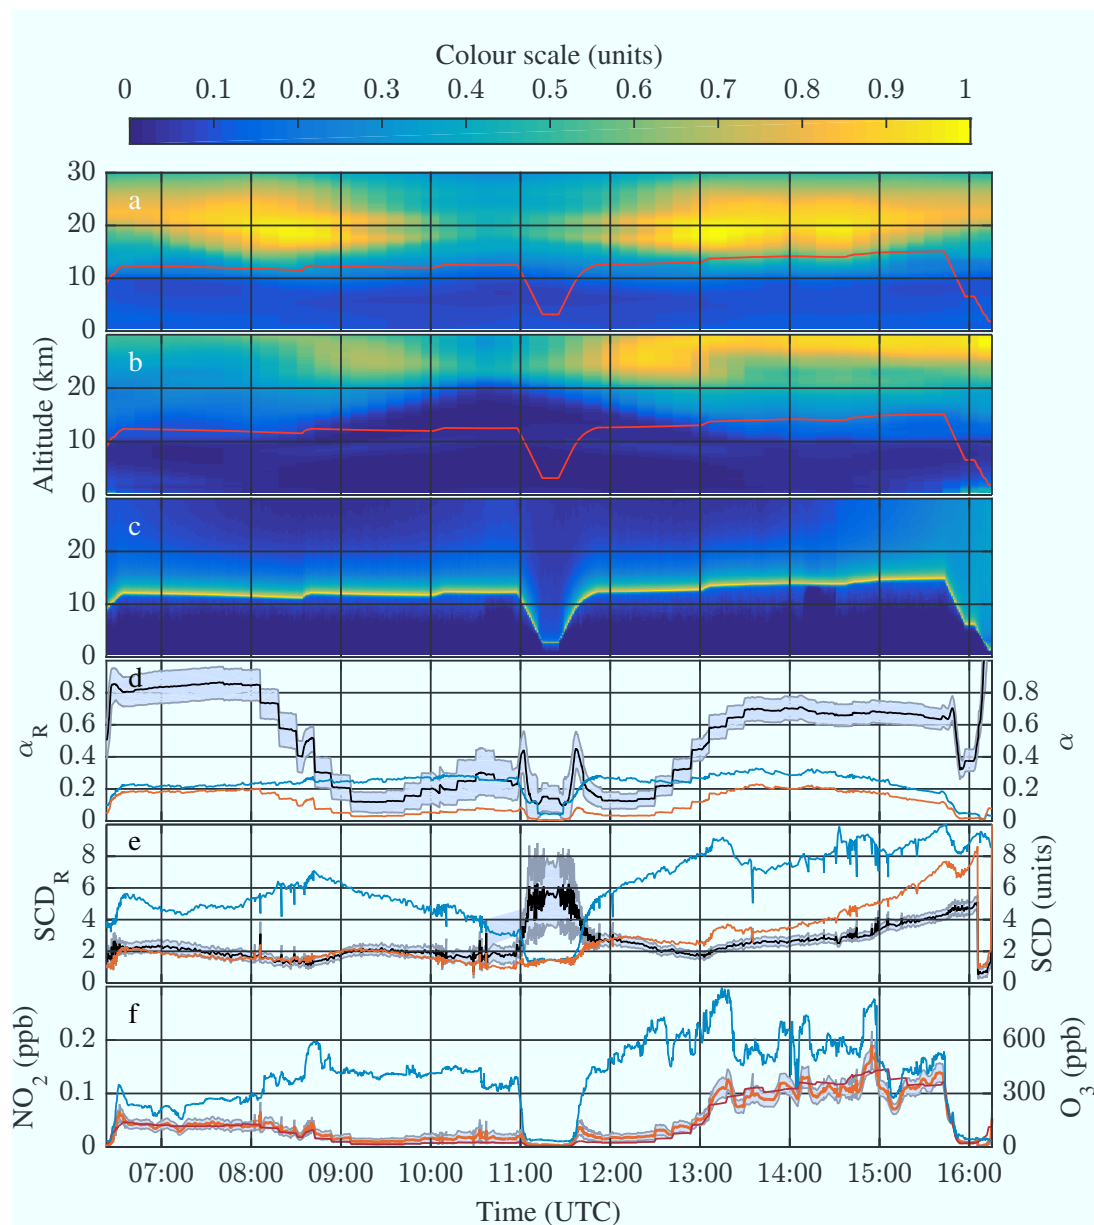 Colour scale (units)
0 0.1 0.2 0.3 0.4 0.5 0.6 0.7 0.8 0.9 1
a
30
20
10
0
b
20
10
0
Altitude (km)
c
20
10
0
d
0.8
0.6
0.4
0.2
0
α_R
0.8
0.6
0.4
0.2
0
α
e
8
6
4
2
0
SCD_R
8
6
4
2
0
SCD (units)
f
0.2
0.1
0
NO_2 (ppb)
600
300
0
O_3 (ppb)
07:00 08:00 09:00 10:00 11:00 12:00 13:00 14:00 15:00 16:00
Time (UTC)